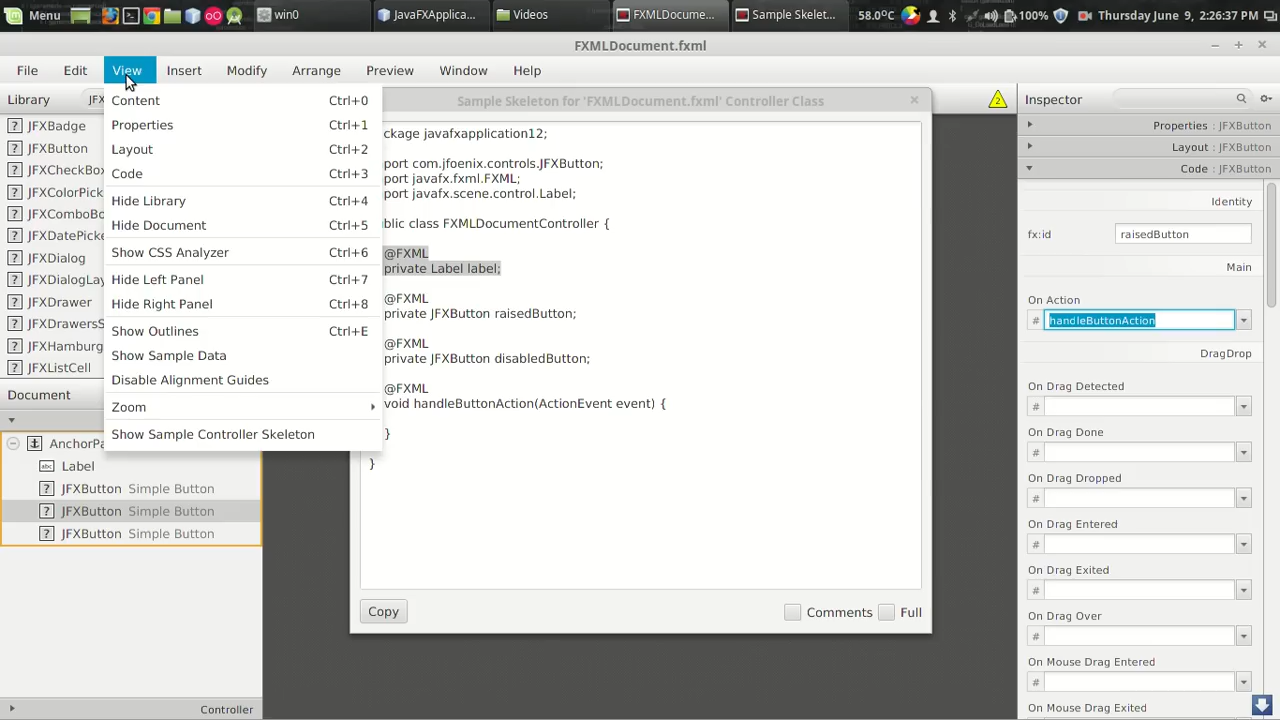 Menu
win0
JavaFXApplica...
Videos
FXMLDocume...
Sample Skelet...
58.0°C
100%
Thursday June 9, 2:26:37 PM
FXMLDocument.fxml
File Edit View Insert Modify Arrange Preview Window Help
Library
JFX
JFXBadge
JFXButton
JFXCheckBox
JFXColorPick
JFXComboBo
JFXDatePicke
JFXDialog
JFXDialogLay
JFXDrawer
JFXDrawersS
JFXHamburg
JFXListCell
Content Ctrl+0
Properties Ctrl+1
Layout Ctrl+2
Code Ctrl+3
Hide Library Ctrl+4
Hide Document Ctrl+5
Show CSS Analyzer Ctrl+6
Hide Left Panel Ctrl+7
Hide Right Panel Ctrl+8
Show Outlines Ctrl+E
Show Sample Data
Disable Alignment Guides
Zoom
Show Sample Controller Skeleton
Document
AnchorPa
abc Label
JFXButton Simple Button
JFXButton Simple Button
JFXButton Simple Button
Controller
Sample Skeleton for 'FXMLDocument.fxml' Controller Class
ckage javafxapplication12;
port com.jfoenix.controls.JFXButton;
port javafx.fxml.FXML;
port javafx.scene.control.Label;
blic class FXMLDocumentController {
@FXML
private Label label;
@FXML
private JFXButton raisedButton;
@FXML
private JFXButton disabledButton;
@FXML
void handleButtonAction(ActionEvent event) {
}
}
Copy
Comments
Full
2
Inspector
Properties : JFXButton
Layout : JFXButton
Code : JFXButton
Identity
fx:id raisedButton
Main
On Action
# handleButtonAction
DragDrop
On Drag Detected
#
On Drag Done
#
On Drag Dropped
#
On Drag Entered
#
On Drag Exited
#
On Drag Over
#
On Mouse Drag Entered
#
On Mouse Drag Exited